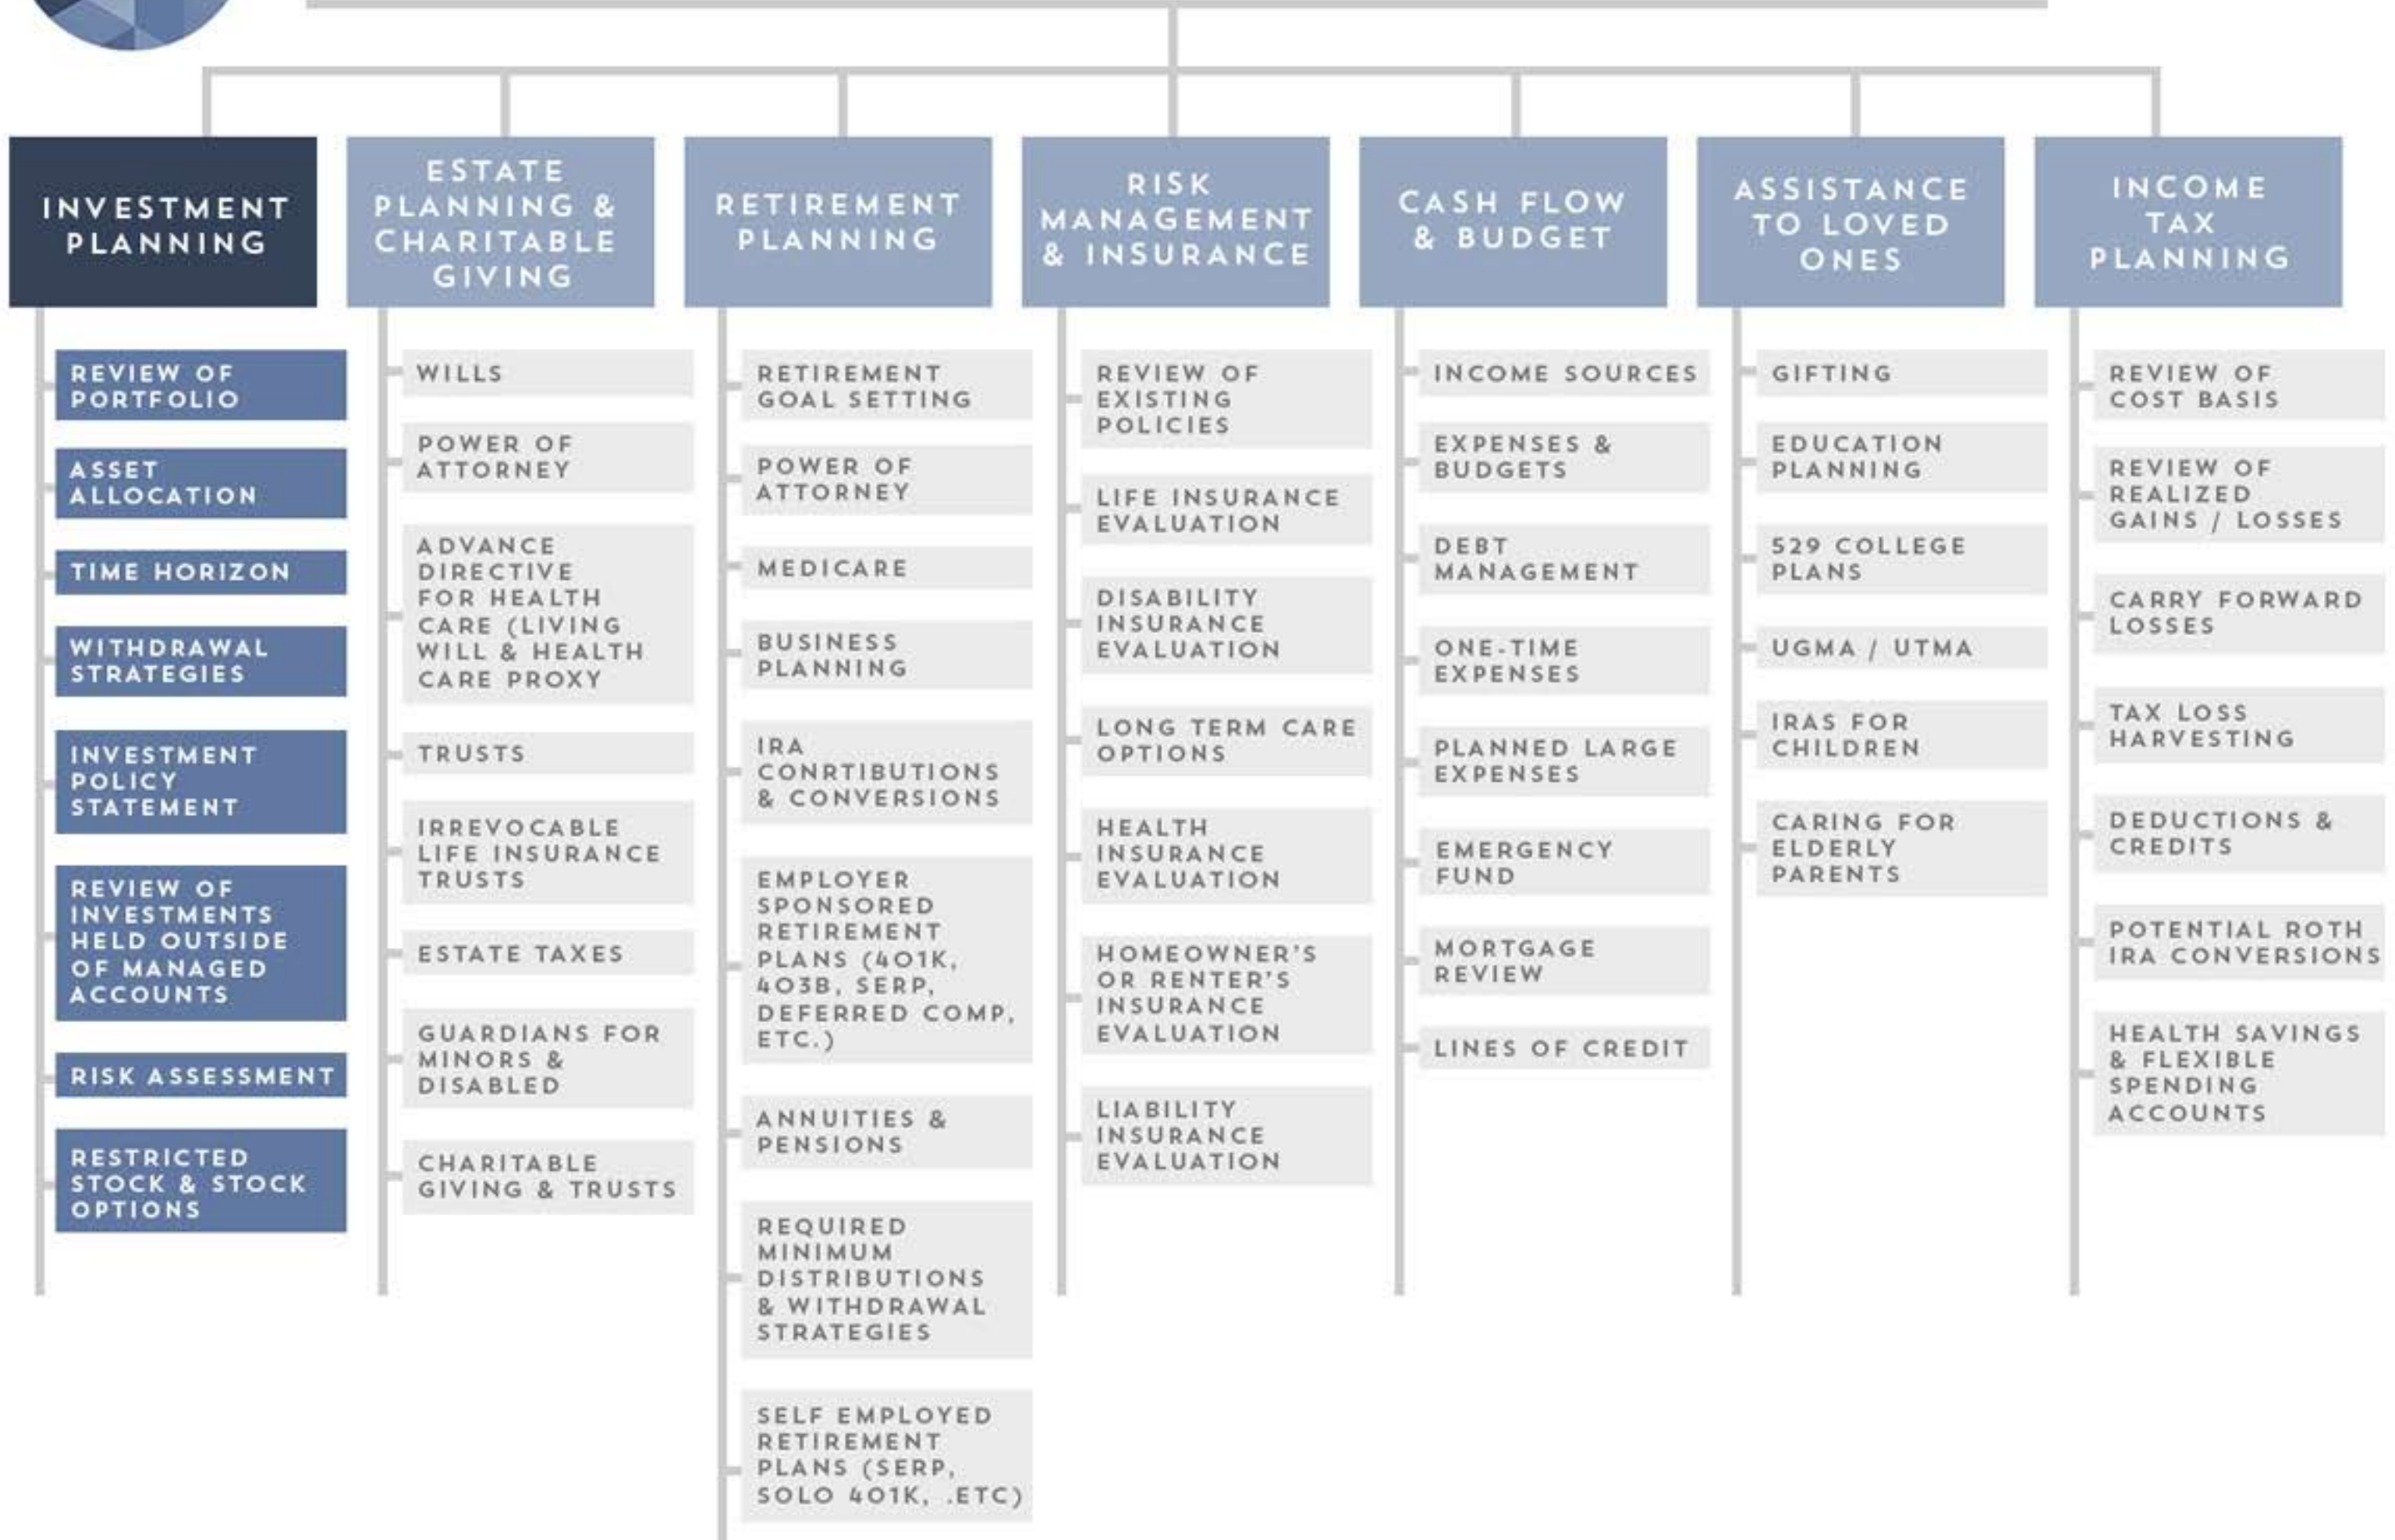 INVESTMENT
PLANNING
REVIEW OF
PORTFOLIO
ASSET
ALLOCATION
TIME HORIZON
WITHDRAWAL
STRATEGIES
INVESTMENT
POLICY
STATEMENT
REVIEW OF
INVESTMENTS
HELD OUTSIDE
OF MANAGED
ACCOUNTS
RISK ASSESSMENT
RESTRICTED
STOCK & STOCK
OPTIONS
ESTATE
PLANNING &
CHARITABLE
GIVING
WILLS
POWER OF
ATTORNEY
ADVANCE
DIRECTIVE
FOR HEALTH
CARE (LIVING
WILL & HEALTH
CARE PROXY
TRUSTS
IRREVOCABLE
LIFE INSURANCE
TRUSTS
ESTATE TAXES
GUARDIANS FOR
MINORS &
DISABLED
CHARITABLE
GIVING & TRUSTS
RETIREMENT
PLANNING
RETIREMENT
GOAL SETTING
POWER OF
ATTORNEY
MEDICARE
BUSINESS
PLANNING
IRA
CONRTIBUTIONS
& CONVERSIONS
EMPLOYER
SPONSORED
RETIREMENT
PLANS (401K,
403B, SERP,
DEFERRED COMP,
ETC.)
ANNUITIES &
PENSIONS
REQUIRED
MINIMUM
DISTRIBUTIONS
& WITHDRAWAL
STRATEGIES
SELF EMPLOYED
RETIREMENT
PLANS (SERP,
SOLO 401K, .ETC)
RISK
MANAGEMENT
& INSURANCE
REVIEW OF
EXISTING
POLICIES
LIFE INSURANCE
EVALUATION
DISABILITY
INSURANCE
EVALUATION
LONG TERM CARE
OPTIONS
HEALTH
INSURANCE
EVALUATION
HOMEOWNER'S
OR RENTER'S
INSURANCE
EVALUATION
LIABILITY
INSURANCE
EVALUATION
CASH FLOW
& BUDGET
INCOME SOURCES
EXPENSES &
BUDGETS
DEBT
MANAGEMENT
ONE-TIME
EXPENSES
PLANNED LARGE
EXPENSES
EMERGENCY
FUND
MORTGAGE
REVIEW
LINES OF CREDIT
ASSISTANCE
TO LOVED
ONES
GIFTING
EDUCATION
PLANNING
529 COLLEGE
PLANS
UGMA / UTMA
IRAS FOR
CHILDREN
CARING FOR
ELDERLY
PARENTS
INCOME
TAX
PLANNING
REVIEW OF
COST BASIS
REVIEW OF
REALIZED
GAINS / LOSSES
CARRY FORWARD
LOSSES
TAX LOSS
HARVESTING
DEDUCTIONS &
CREDITS
POTENTIAL ROTH
IRA CONVERSIONS
HEALTH SAVINGS
& FLEXIBLE
SPENDING
ACCOUNTS